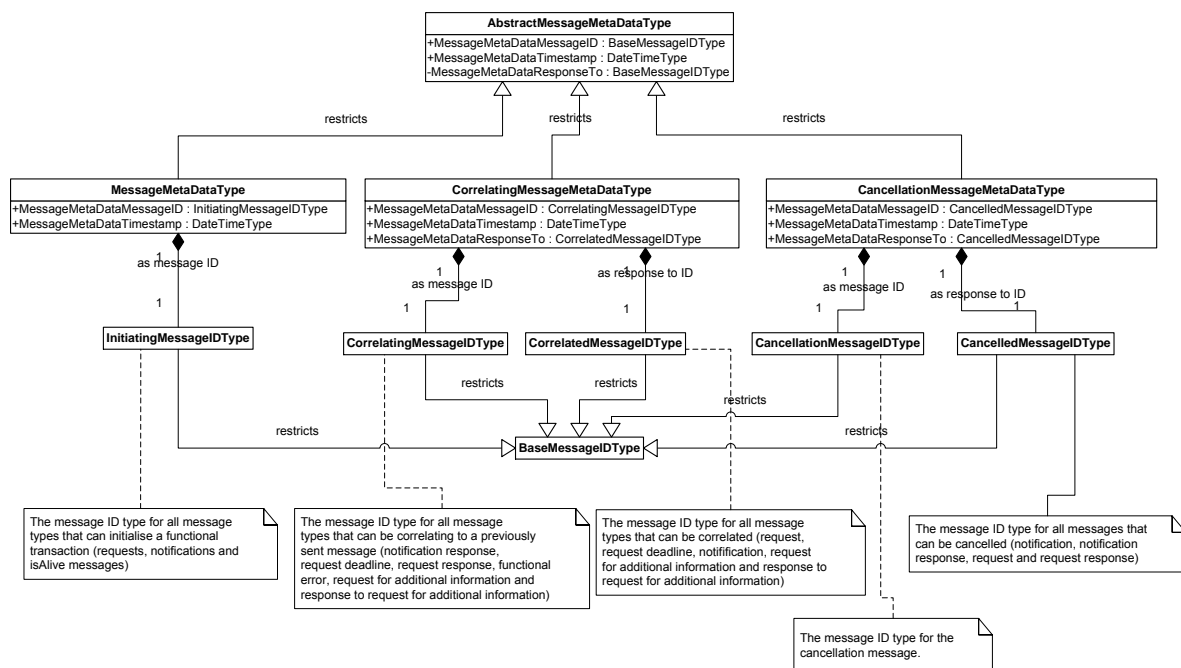 AbstractMessageMetaDataType
+MessageMetaDataMessageID : BaseMessageIDType
+MessageMetaDataTimestamp : DateTimeType
-MessageMetaDataResponseTo : BaseMessageIDType
restricts
restricts
restricts
MessageMetaDataType
+MessageMetaDataMessageID : InitiatingMessageIDType
+MessageMetaDataTimestamp : DateTimeType
CorrelatingMessageMetaDataType
+MessageMetaDataMessageID : CorrelatingMessageIDType
+MessageMetaDataTimestamp : DateTimeType
+MessageMetaDataResponseTo : CorrelatedMessageIDType
CancellationMessageMetaDataType
+MessageMetaDataMessageID : CancelledMessageIDType
+MessageMetaDataTimestamp : DateTimeType
+MessageMetaDataResponseTo : CancelledMessageIDType
1
as message ID
1
1
as message ID
1
1
as response to ID
1
1
as message ID
1
1
as response to ID
1
InitiatingMessageIDType
CorrelatingMessageIDType
CorrelatedMessageIDType
CancellationMessageIDType
CancelledMessageIDType
restricts
restricts
restricts
restricts
restricts
BaseMessageIDType
The message ID type for all message
types that can initialise a functional
transaction (requests, notifications and
isAlive messages)
The message ID type for all message
types that can be correlating to a previously
sent message (notification response,
request deadline, request response, functional
error, request for additional information and
response to request for additional information)
The message ID type for all message
types that can be correlated (request,
request deadline, notifification, request
for additional information and response to
request for additional information)
The message ID type for all messages that
can be cancelled (notification, notification
response, request and request response)
The message ID type for the
cancellation message.